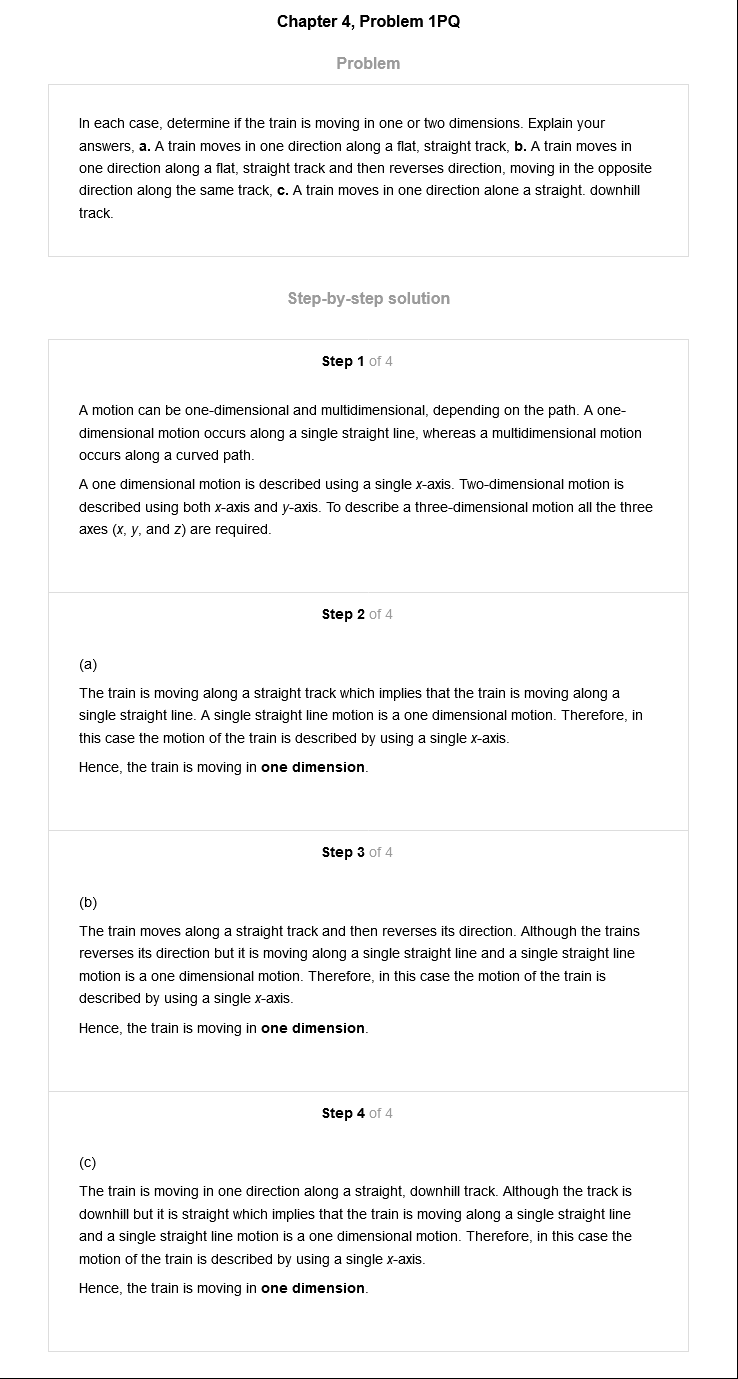 Chapter 4, Problem 1PQ
Problem
In each case, determine if the train is moving in one or two dimensions. Explain your
answers, a. A train moves in one direction along a flat, straight track, b. A train moves in
one direction along a flat, straight track and then reverses direction, moving in the opposite
direction along the same track, c. A train moves in one direction alone a straight. downhill
track.
Step-by-step solution
Step 1 of 4
A motion can be one-dimensional and multidimensional, depending on the path. A one-
dimensional motion occurs along a single straight line, whereas a multidimensional motion
occurs along a curved path.
A one dimensional motion is described using a single x-axis. Two-dimensional motion is
described using both x-axis and y-axis. To describe a three-dimensional motion all the three
axes (x, y, and z) are required.
Step 2 of 4
(a)
The train is moving along a straight track which implies that the train is moving along a
single straight line. A single straight line motion is a one dimensional motion. Therefore, in
this case the motion of the train is described by using a single x-axis.
Hence, the train is moving in one dimension.
Step 3 of 4
(b)
The train moves along a straight track and then reverses its direction. Although the trains
reverses its direction but it is moving along a single straight line and a single straight line
motion is a one dimensional motion. Therefore, in this case the motion of the train is
described by using a single x-axis.
Hence, the train is moving in one dimension.
Step 4 of 4
(c)
The train is moving in one direction along a straight, downhill track. Although the track is
downhill but it is straight which implies that the train is moving along a single straight line
and a single straight line motion is a one dimensional motion. Therefore, in this case the
motion of the train is described by using a single x-axis.
Hence, the train is moving in one dimension.